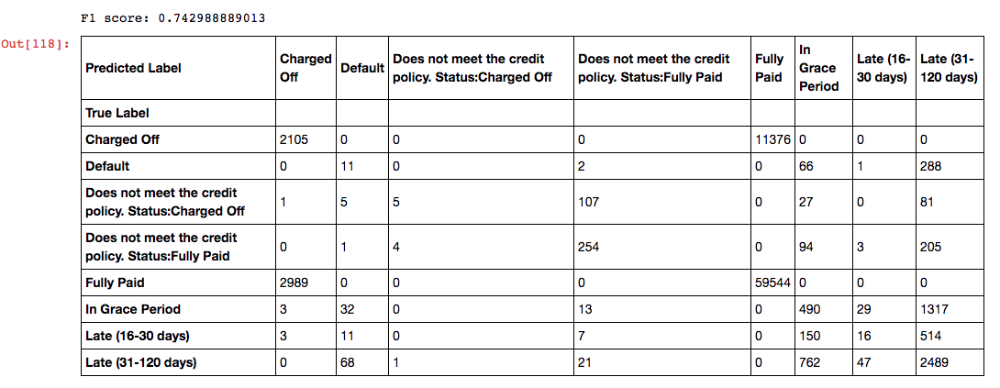 F1 score: 0.742988889013
Out[118]:
Predicted Label Charged Off Default Does not meet the credit policy. Status:Charged Off Does not meet the credit policy. Status:Fully Paid Fully Paid In Grace Period Late (16-30 days) Late (31-120 days)
True Label
Charged Off 2105 0 0 0 11376 0 0 0
Default 0 11 0 2 0 66 1 288
Does not meet the credit policy. Status:Charged Off 1 5 5 107 0 27 0 81
Does not meet the credit policy. Status:Fully Paid 0 1 4 254 0 94 3 205
Fully Paid 2989 0 0 0 59544 0 0 0
In Grace Period 3 32 0 13 0 490 29 1317
Late (16-30 days) 3 11 0 7 0 150 16 514
Late (31-120 days) 0 68 1 21 0 762 47 2489